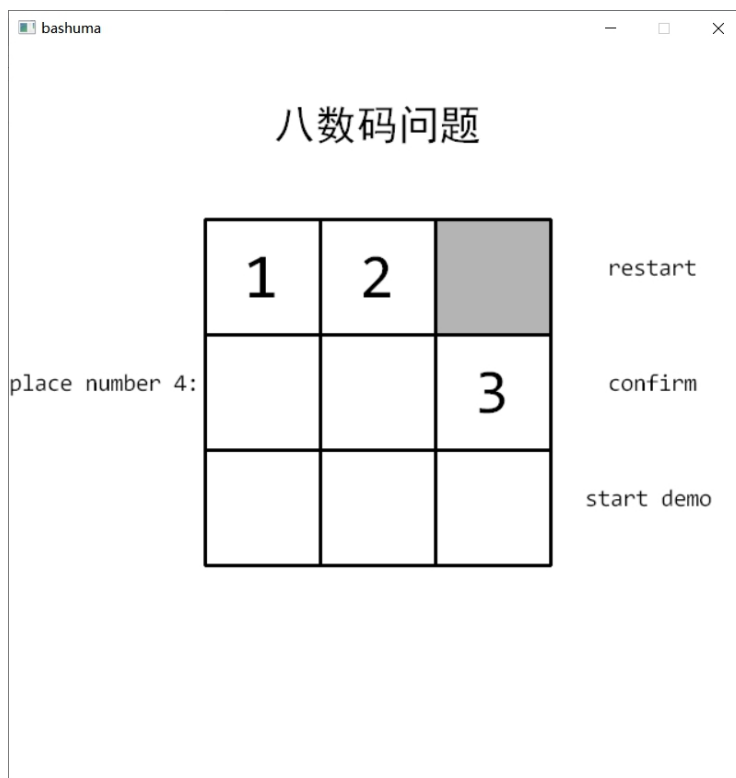 bashuma
八数码问题
1 2
restart
place number 4:
3
confirm
start demo